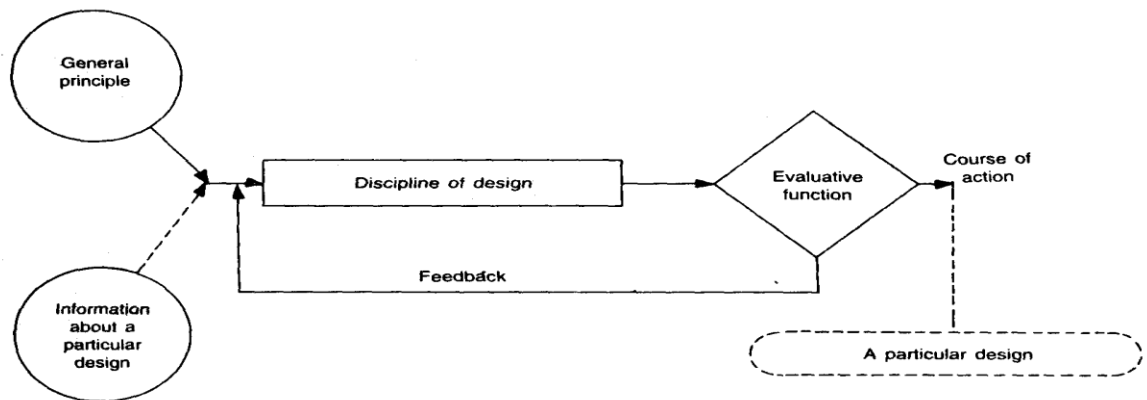 General
principle
Discipline of design
Evaluative
function
Course of
action
Feedback
Information
about a
particular
design
A particular design